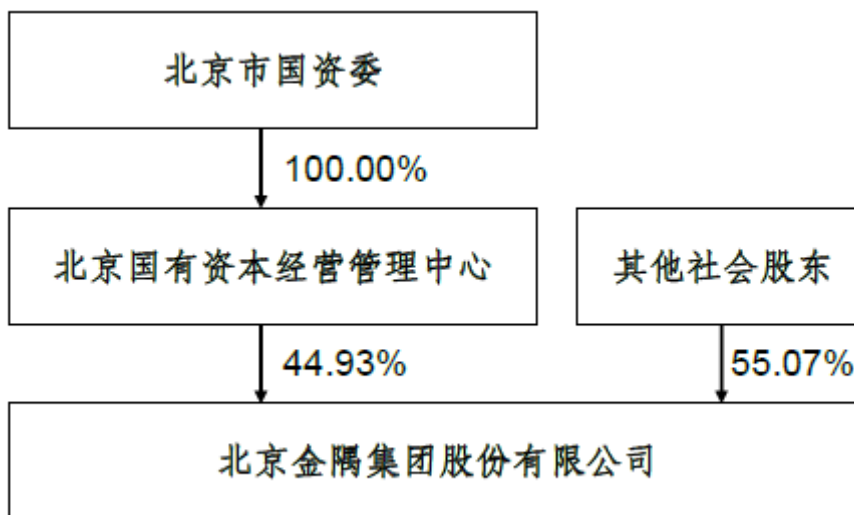 北京市国资委
100.00%
北京国有资本经营管理中心
其他社会股东
44.93%
55.07%
北京金隅集团股份有限公司